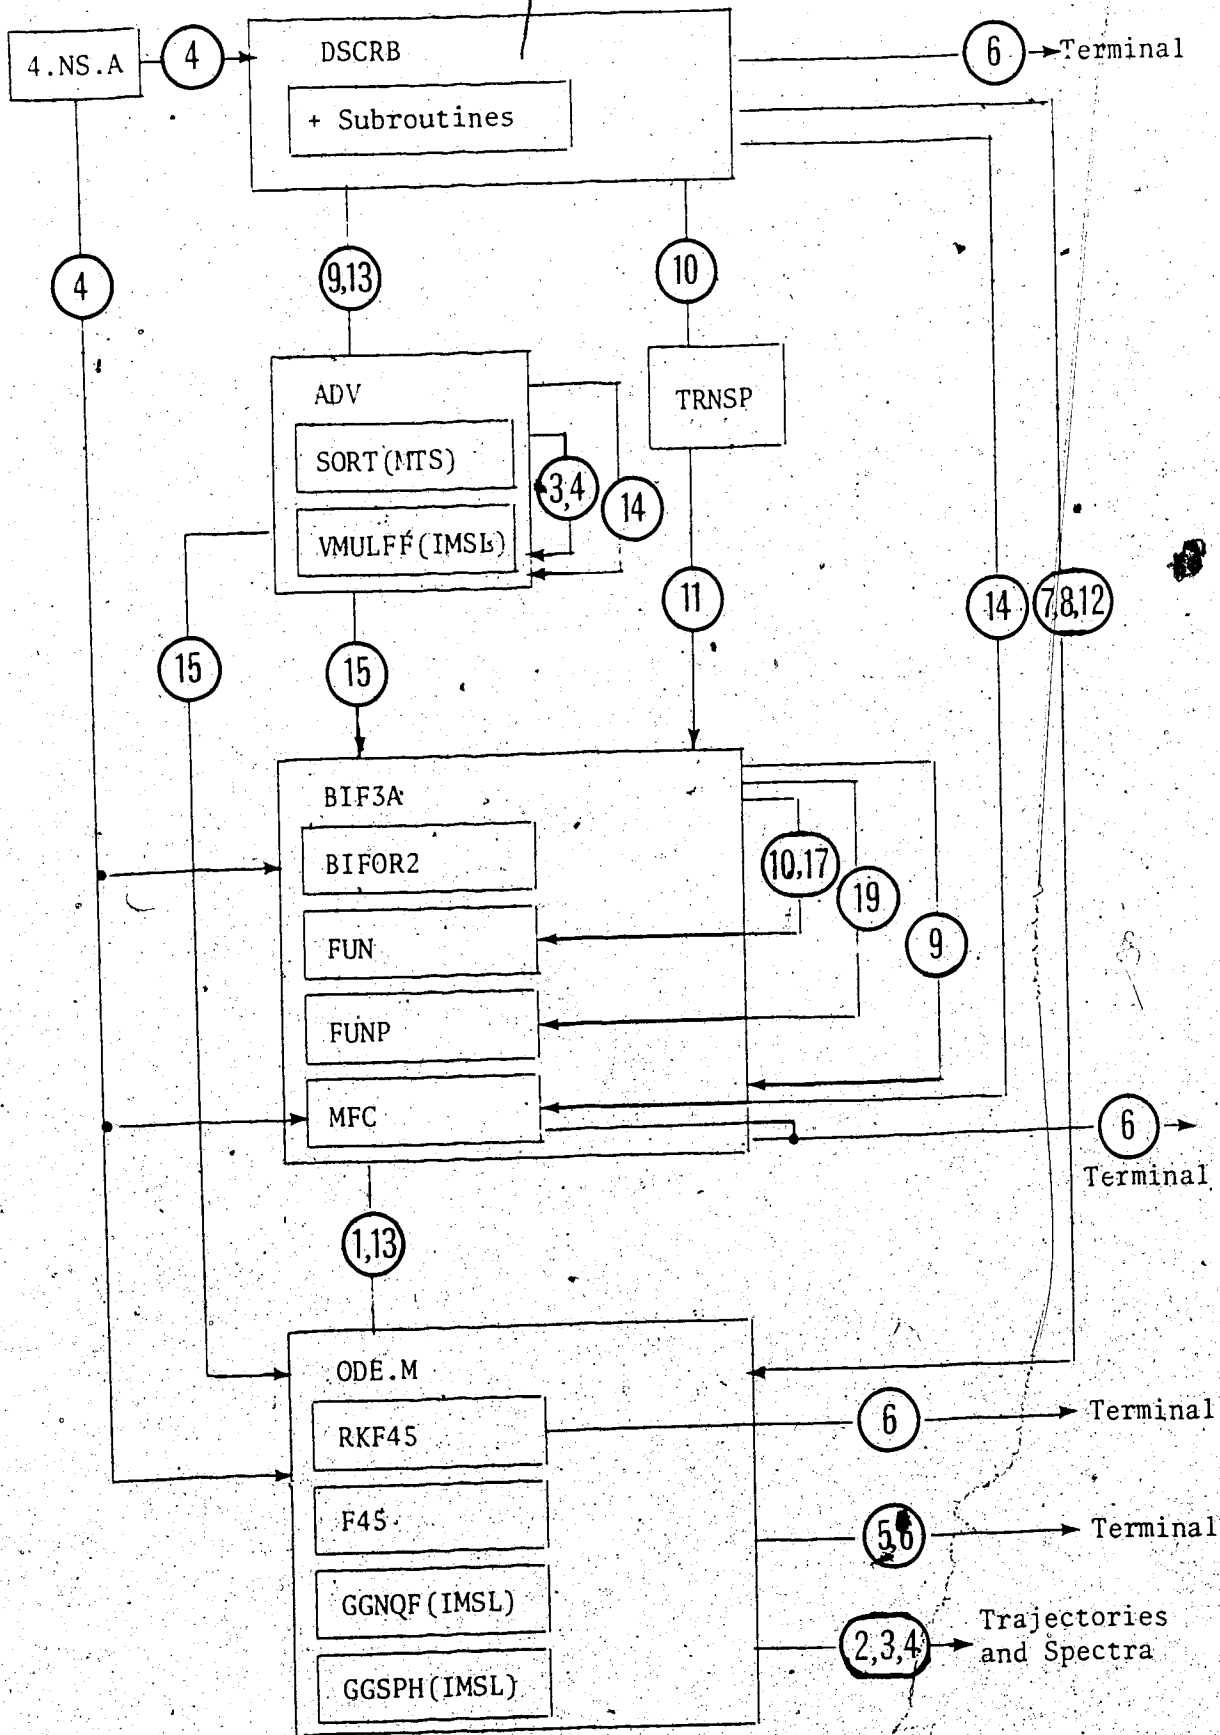 4.NS.A
4
DSCRB
+ Subroutines
6
Terminal
4
9,13
10
ADV
SORT(MTS)
VMULFF(IMSL)
3,4
14
TRNSP
15
15
11
14
7,8,12
BIF3A
BIFOR2
FUN
FUNP
MFC
10,17
19
9
6
Terminal
1,13
ODE.M
RKF45
F45
GGNQF(IMSL)
GGSPH(IMSL)
6
Terminal
5,6
Terminal
2,3,4
Trajectories
and Spectra